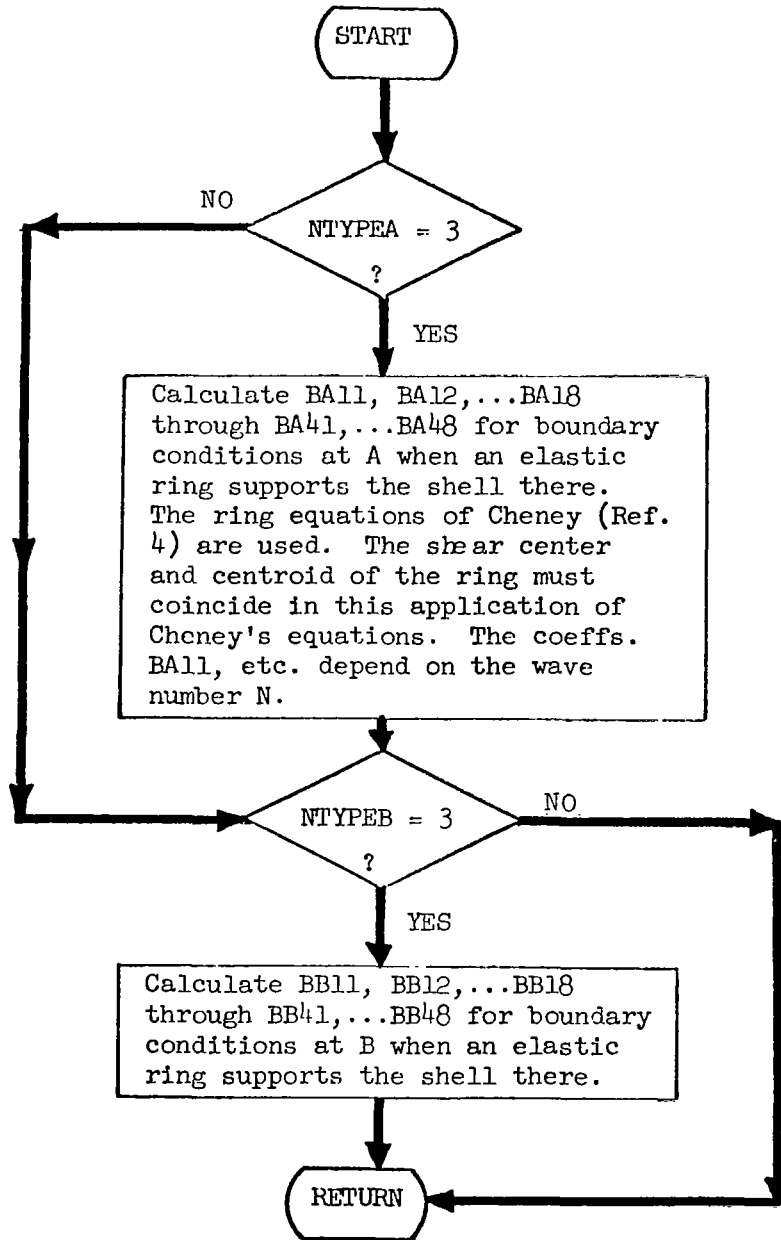 START
NO
NTYPEA = 3
?
YES
Calculate BA11, BA12,...BA18
through BA41,...BA48 for boundary
conditions at A when an elastic
ring supports the shell there.
The ring equations of Cheney (Ref.
4) are used. The shear center
and centroid of the ring must
coincide in this application of
Cheney's equations. The coeffs.
BA11, etc. depend on the wave
number N.
NTYPEB = 3
NO
?
YES
Calculate BB11, BB12,...BB18
through BB41,...BB48 for boundary
conditions at B when an elastic
ring supports the shell there.
RETURN